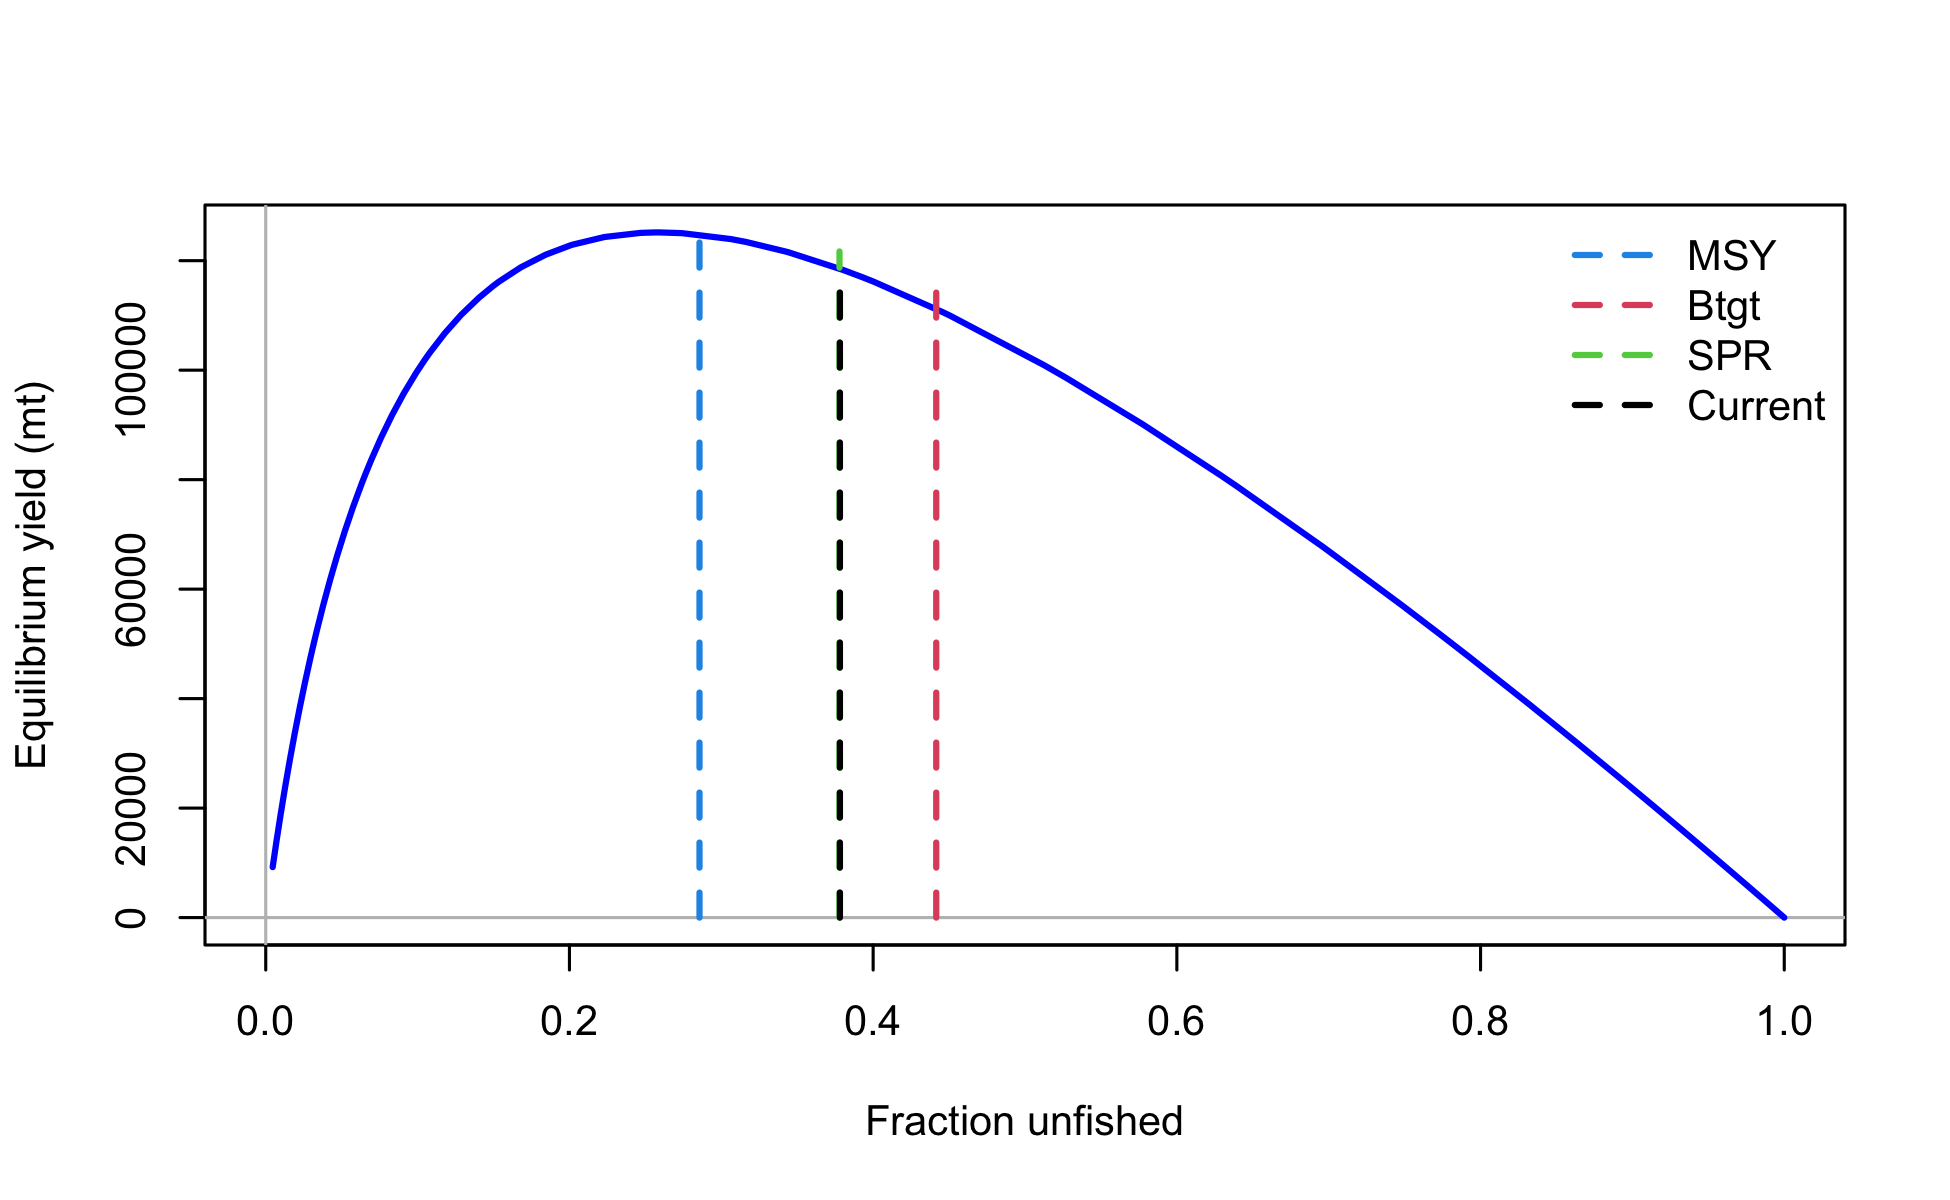 MSY
Btgt
SPR
Current
Equilibrium yield (mt)
100000
60000
20000
0
0.0 0.2 0.4 0.6 0.8 1.0
Fraction unfished